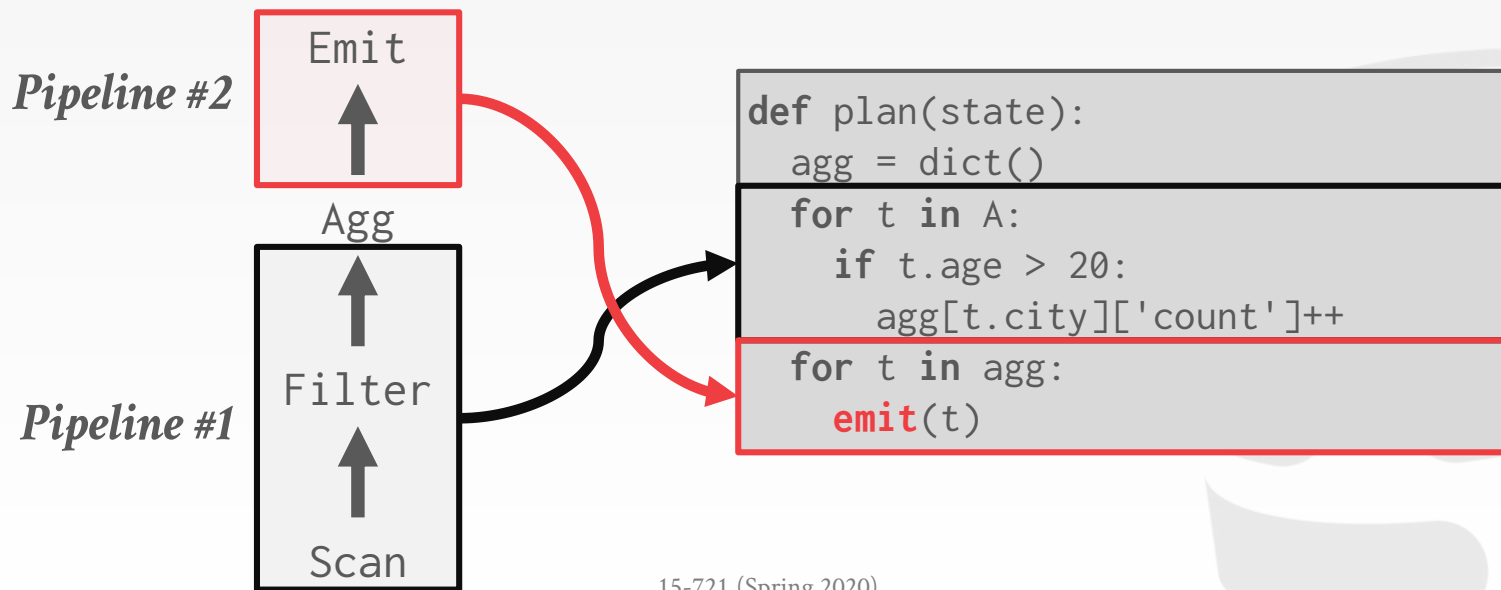 Emit
Pipeline #2
Agg
Filter
Pipeline #1
Scan
def plan(state):
  agg = dict()
  for t in A:
    if t.age > 20:
      agg[t.city]['count']++
  for t in agg:
    emit(t)
15-721 (Spring 2020)